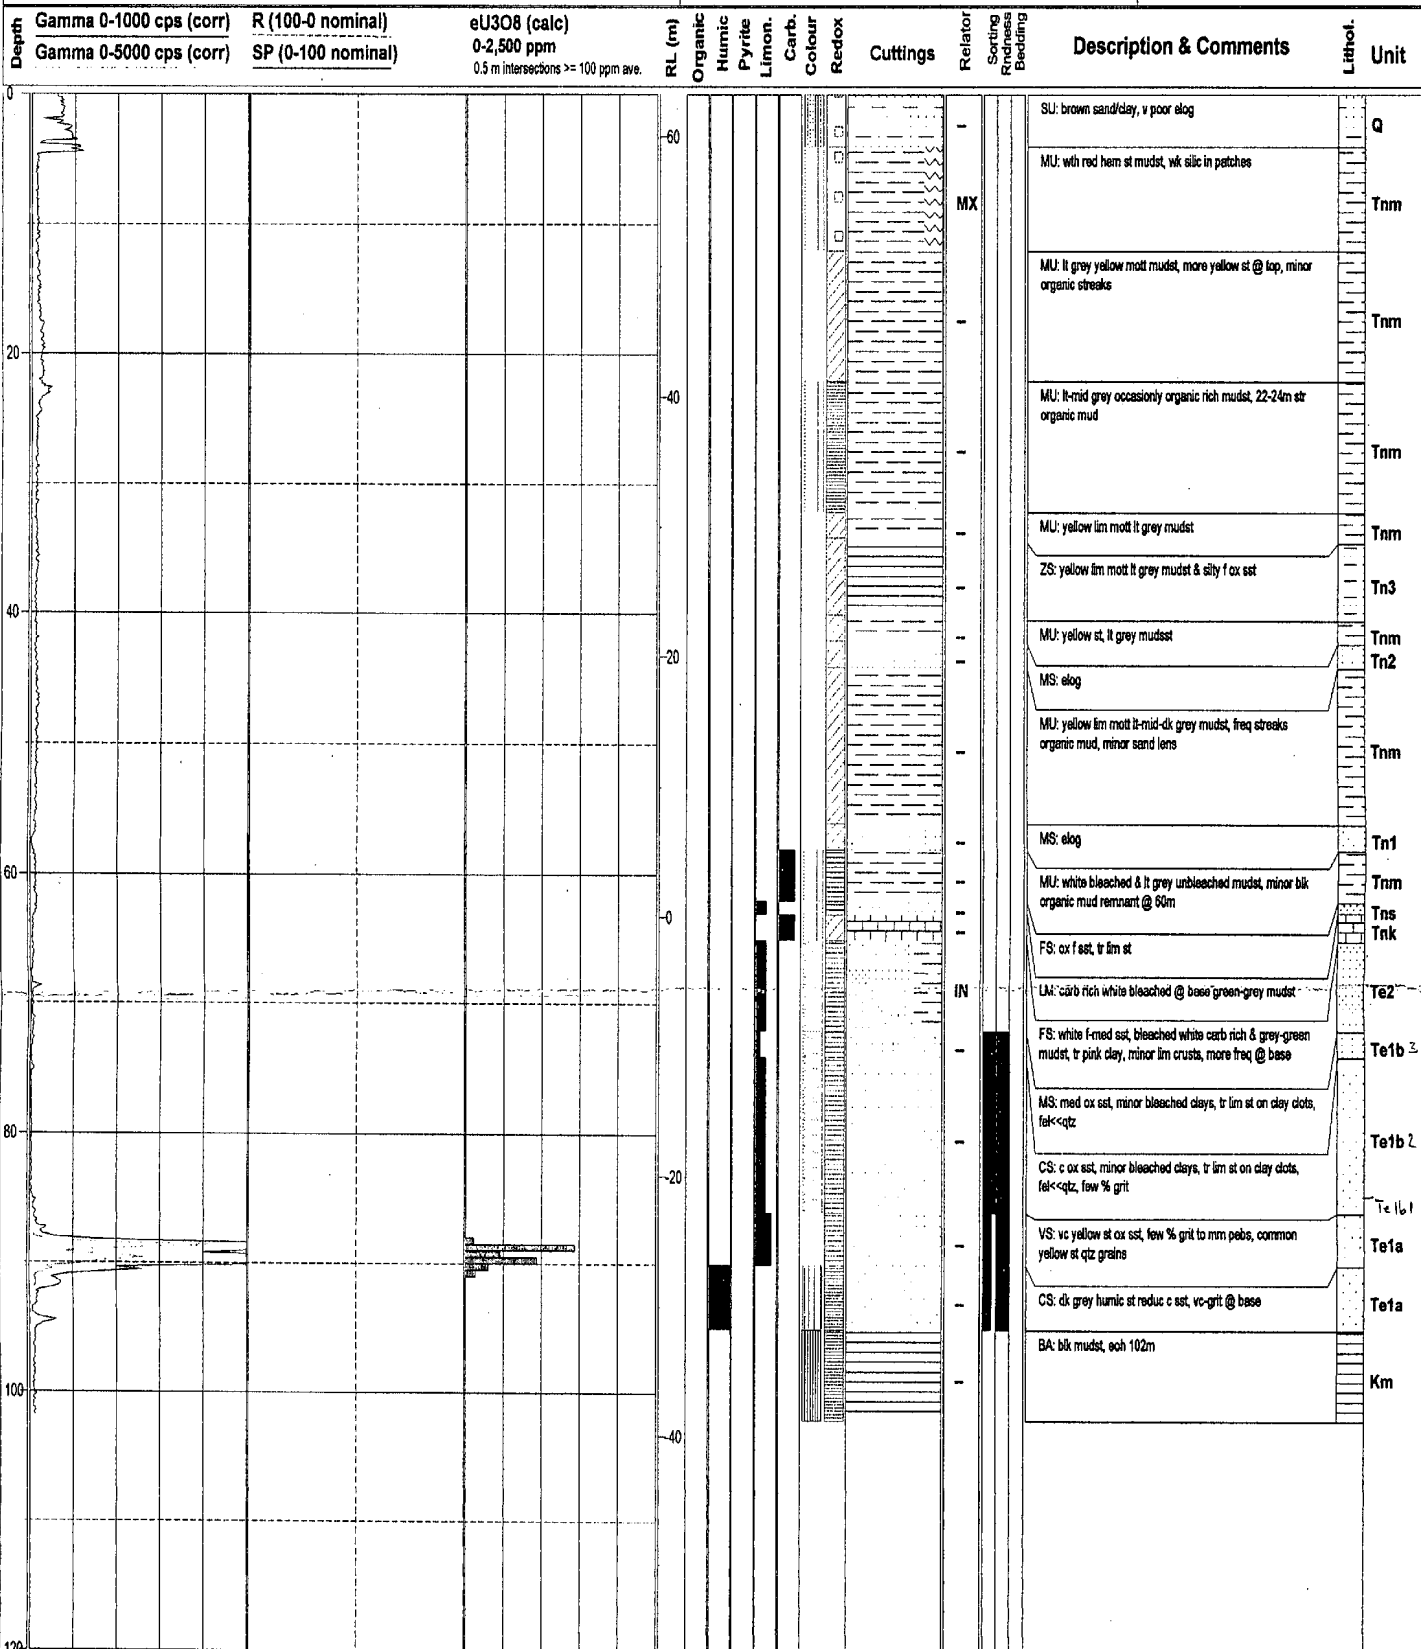 Depth
Gamma 0-1000 cps (corr)
Gamma 0-5000 cps (corr)
R (100-0 nominal)
SP (0-100 nominal)
eU3O8 (calc)
0-2,500 ppm
0.5 m intersections >= 100 ppm ave.
RL (m)
Organic
Humic
Pyrite
Limon.
Carb.
Colour
Redox
Cuttings
Relator
Sorting
Rndness
Bedding
Description & Comments
Lithol.
Unit
0
20
40
60
80
100
120
60
40
20
0
-20
-40
MX
IN
SU: brown sand/clay, v poor elog
Q
MU: wth red hem st mudst, wk silic in patches
Tnm
MU: lt grey yellow mott mudst, more yellow st @ top, minor
organic streaks
Tnm
MU: lt-mid grey occasionly organic rich mudst, 22-24m str
organic mud
Tnm
MU: yellow lim mott lt grey mudst
Tnm
ZS: yellow lim mott lt grey mudst & silty f ox sst
Tn3
MU: yellow st, lt grey mudsst
Tnm
Tn2
MS: elog
MU: yellow lim mott lt-mid-dk grey mudst, freq streaks
organic mud, minor sand lens
Tnm
MS: elog
Tn1
MU: white bleached & lt grey unbleached mudst, minor blk
organic mud remnant @ 60m
Tnm
Tns
Tnk
FS: ox f sst, tr lim st
LM: carb rich white bleached @ base green-grey mudst
Te2
FS: white f-med sst, bleached white carb rich & grey-green
mudst, tr pink clay, minor lim crusts, more freq @ base
Te1b 3
MS: med ox sst, minor bleached clays, tr lim st on clay clots,
fel<<qtz
Te1b 2
CS: c ox sst, minor bleached clays, tr lim st on clay clots,
fel<<qtz, few % grit
Te1b1
VS: vc yellow st ox sst, few % grit to mm pebs, common
yellow st qtz grains
Te1a
CS: dk grey humic st reduc c sst, vc-grit @ base
Te1a
BA: blk mudst, eoh 102m
Km